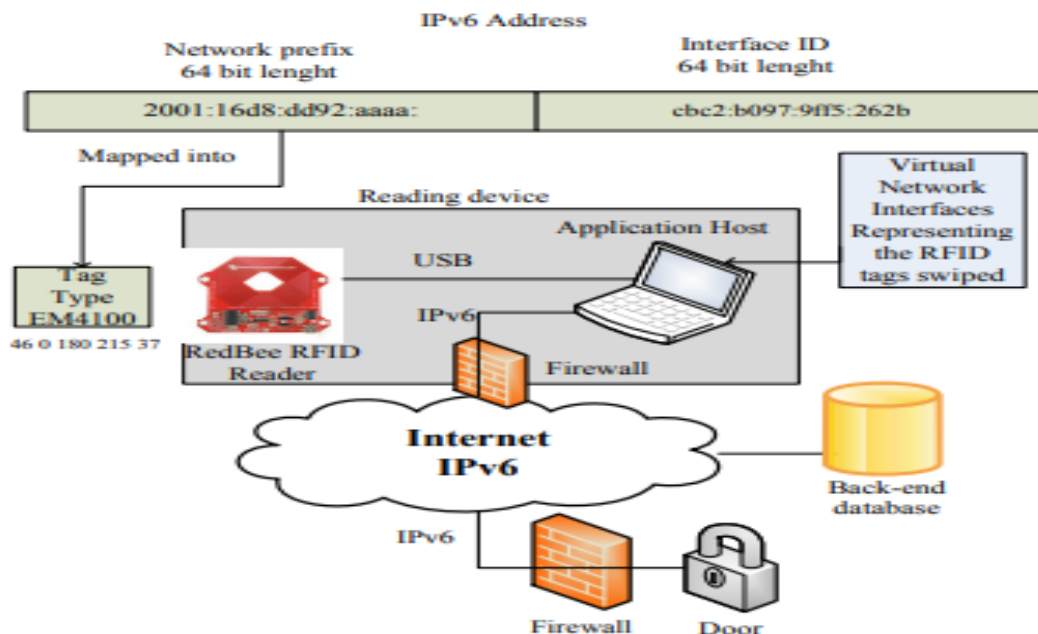 IPv6 Address
Network prefix
64 bit lenght
Interface ID
64 bit lenght
2001:16d8:dd92:aaaa:
cbc2:b097:9ff5:262b
Mapped into
Virtual
Network
Interfaces
Representing
the RFID
tags swiped
Reading device
Application Host
USB
Tag
Type
EM4100
46 0 180 215 37
IPv6
RedBee RFID
Reader
Firewall
Internet
IPv6
Back-end
database
IPv6
Firewall
Door